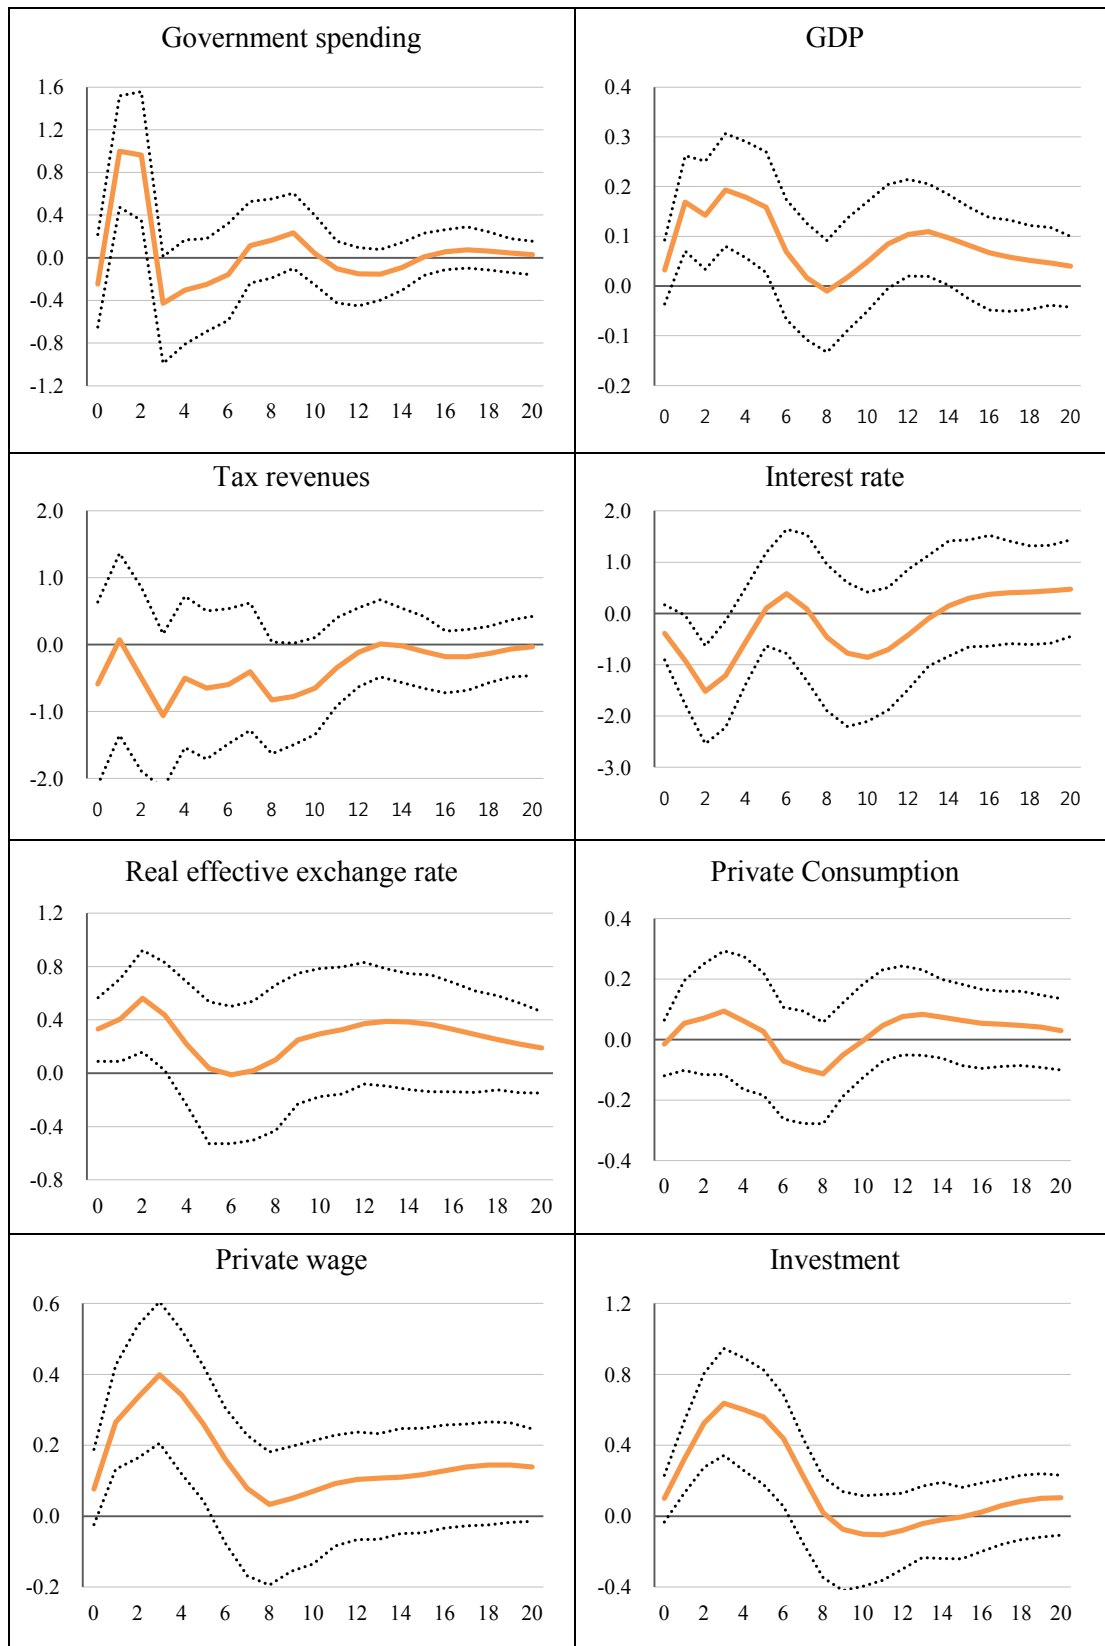 Government spending
1.6
1.2
0.8
0.4
0.0
-0.4
-0.8
-1.2
0 2 4 6 8 10 12 14 16 18 20
GDP
0.4
0.3
0.2
0.1
0.0
-0.1
-0.2
0 2 4 6 8 10 12 14 16 18 20
Tax revenues
2.0
1.0
0.0
-1.0
-2.0
0 2 4 6 8 10 12 14 16 18 20
Interest rate
2.0
1.0
0.0
-1.0
-2.0
-3.0
0 2 4 6 8 10 12 14 16 18 20
Real effective exchange rate
1.2
0.8
0.4
0.0
-0.4
-0.8
0 2 4 6 8 10 12 14 16 18 20
Private Consumption
0.4
0.2
0.0
-0.2
-0.4
0 2 4 6 8 10 12 14 16 18 20
Private wage
0.6
0.4
0.2
0.0
-0.2
0 2 4 6 8 10 12 14 16 18 20
Investment
1.2
0.8
0.4
0.0
-0.4
0 2 4 6 8 10 12 14 16 18 20